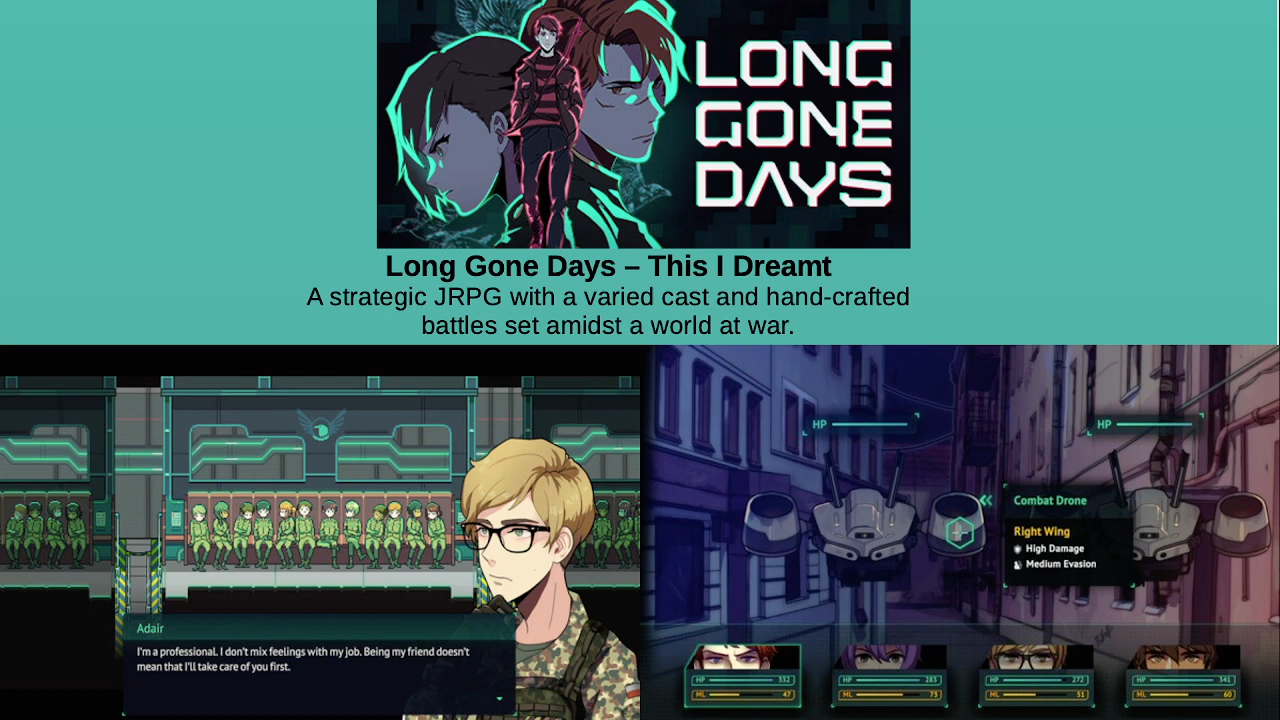 LONG
GONE
DAYS
Long Gone Days – This I Dreamt
A strategic JRPG with a varied cast and hand-crafted
battles set amidst a world at war.
Adair
I'm a professional. I don't mix feelings with my job. Being my friend doesn't
mean that I'll take care of you first.
HP
HP
Combat Drone
Right Wing
High Damage
Medium Evasion
HP 332
ML 47
HP 283
ML 73
HP 272
ML 51
HP 341
ML 60